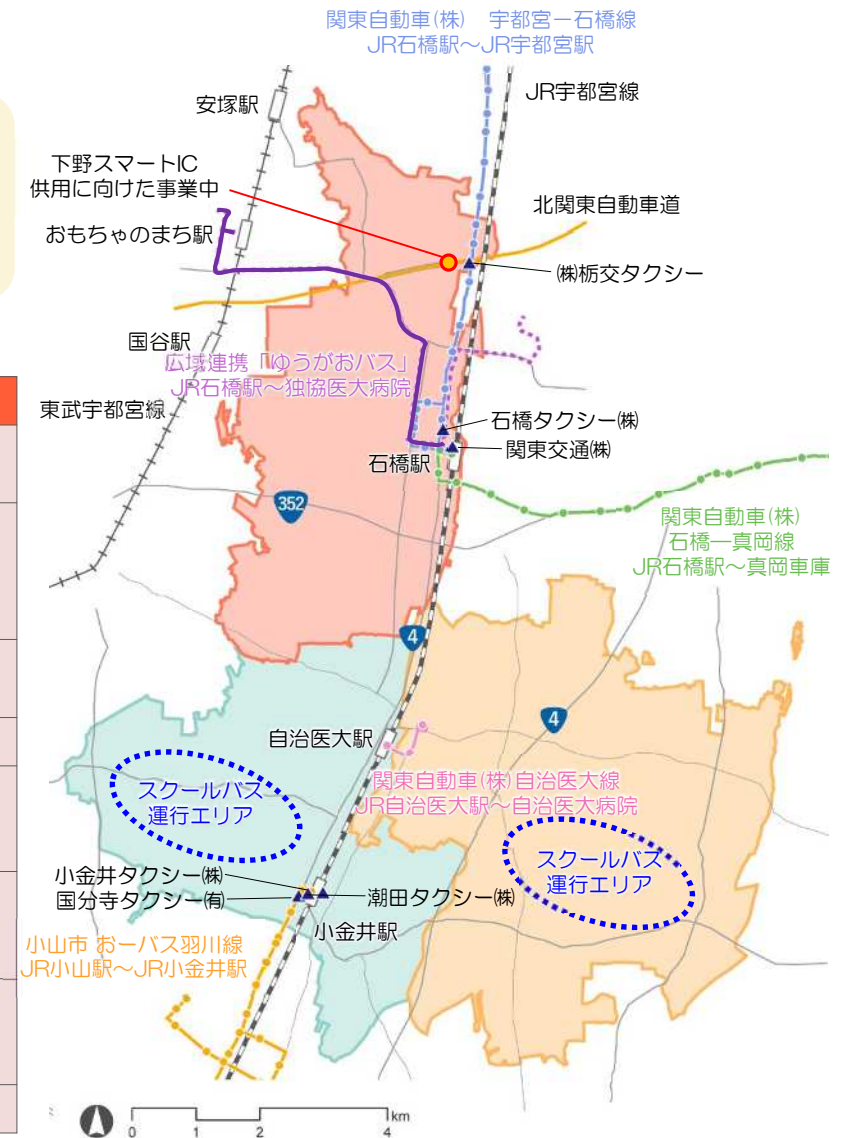 関東自動車(株) 宇都宮ー石橋線
JR石橋駅〜JR宇都宮駅
JR宇都宮線
安塚駅
下野スマートIC
供用に向けた事業中
北関東自動車道
おもちゃのまち駅
㈱栃交タクシー
国谷駅
広域連携「ゆうがおバス」
JR石橋駅〜独協医大病院
東武宇都宮線
石橋タクシー㈱
関東交通㈱
石橋駅
352
関東自動車(株)
石橋―真岡線
JR石橋駅〜真岡車庫
4
4
自治医大駅
関東自動車(株)自治医大線
JR自治医大駅〜自治医大病院
スクールバス
運行エリア
スクールバス
運行エリア
小金井タクシー㈱
国分寺タクシー㈲
潮田タクシー㈱
小金井駅
小山市 おーバス羽川線
JR小山駅〜JR小金井駅
km
0 1 2 4